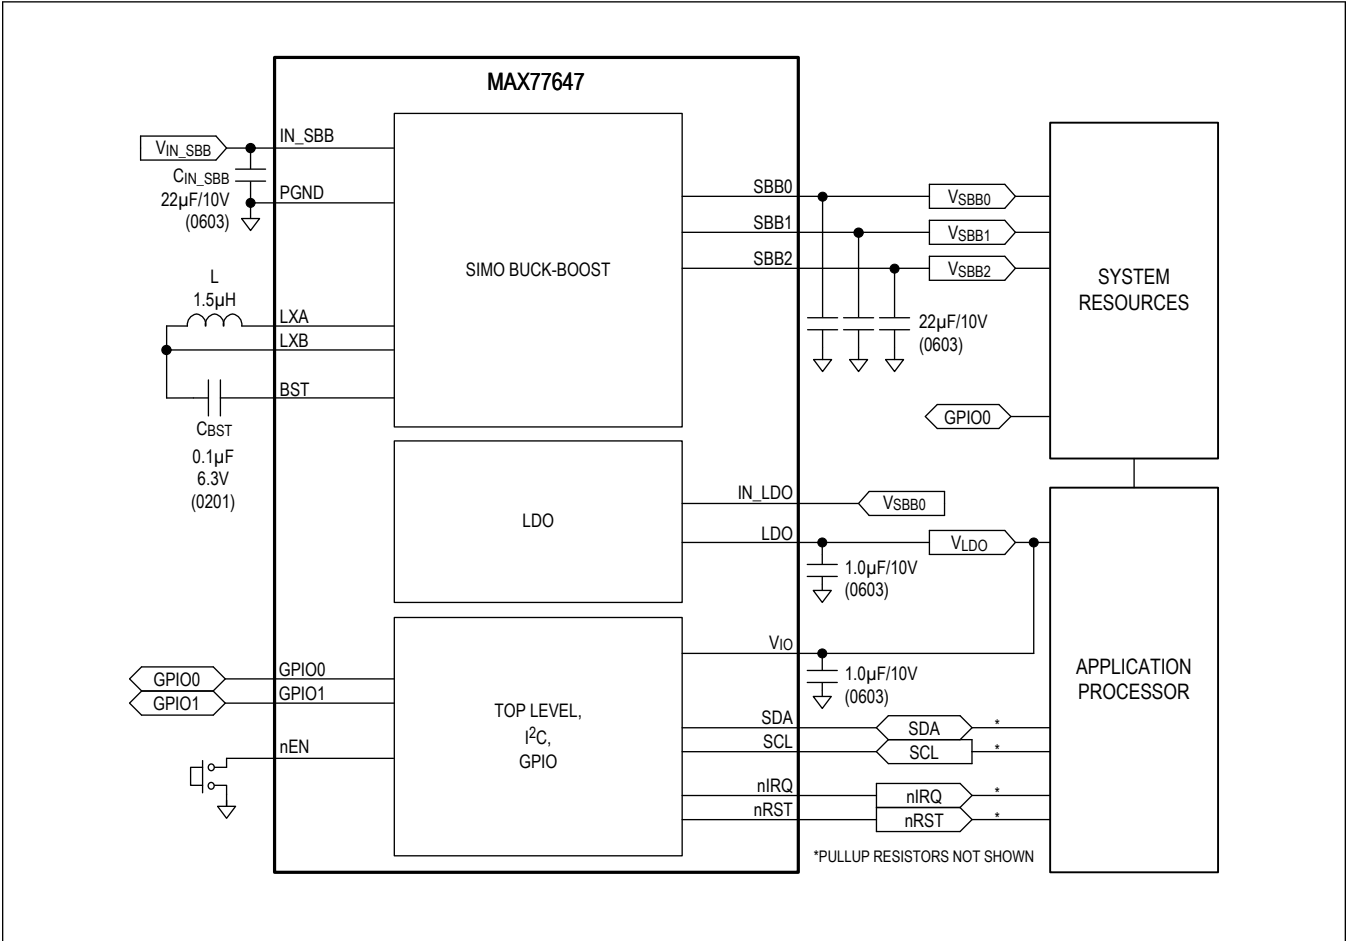 MAX77647
VIN_SBB
IN_SBB
CIN_SBB
22µF/10V
(0603)
PGND
L
1.5µH
LXA
LXB
BST
CBST
0.1µF
6.3V
(0201)
SIMO BUCK-BOOST
SBB0
SBB1
SBB2
VSBB0
VSBB1
VSBB2
22µF/10V
(0603)
SYSTEM
RESOURCES
GPIO0
LDO
IN_LDO
VSBB0
LDO
VLDO
1.0µF/10V
(0603)
VIO
1.0µF/10V
(0603)
GPIO0
GPIO1
GPIO0
GPIO1
nEN
TOP LEVEL,
I2C,
GPIO
SDA
SCL
nIRQ
nRST
SDA
*
SCL
*
nIRQ
*
nRST
*
APPLICATION
PROCESSOR
*PULLUP RESISTORS NOT SHOWN